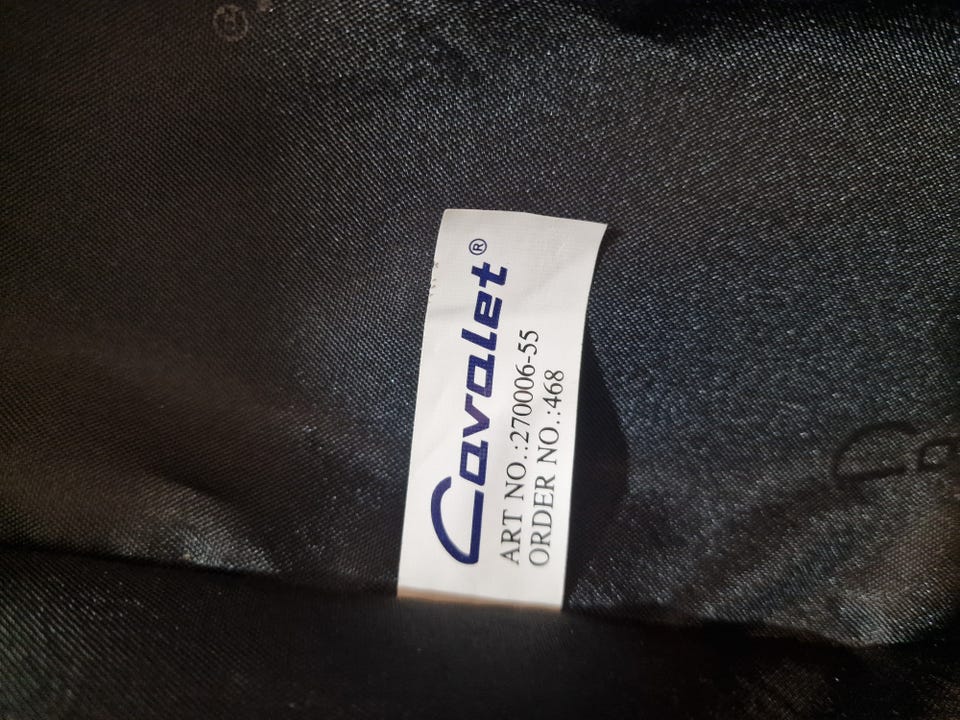 Cavalet®
ART NO.:270006-55
ORDER NO.:468